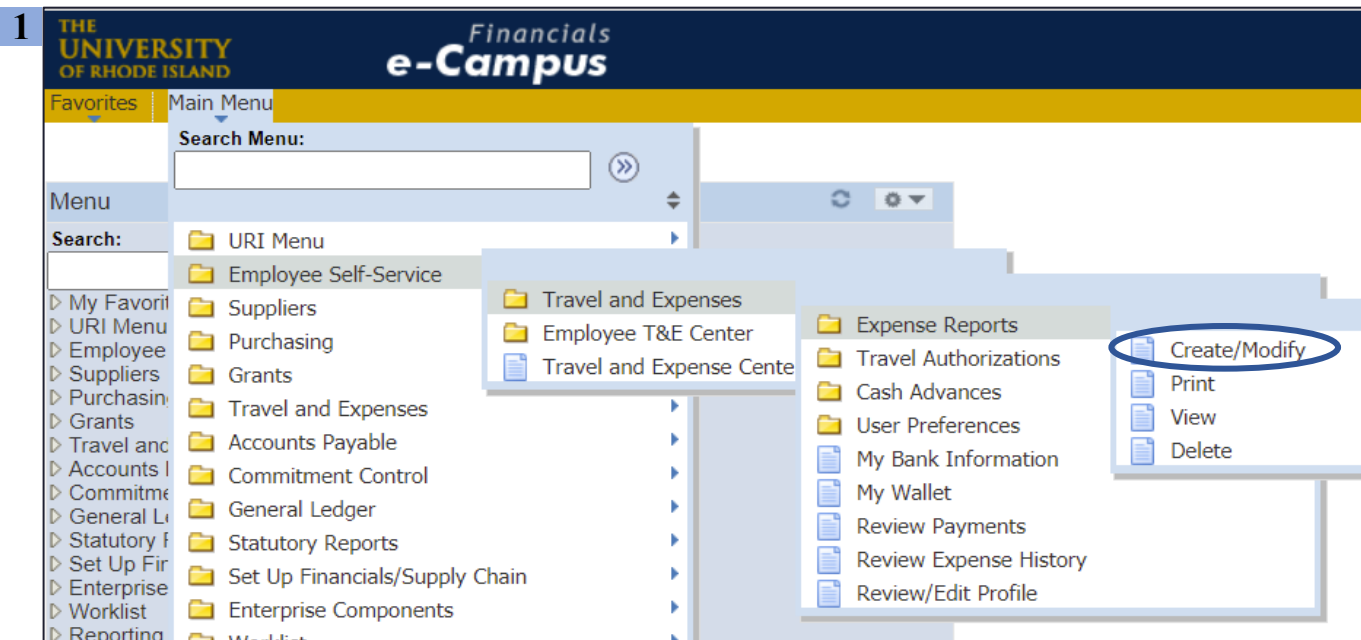 1
THE
UNIVERSITY
OF RHODE ISLAND
Financials
e-Campus
Favorites
Main Menu
Search Menu:
Menu
Search:
My Favorit
URI Menu
Employee
Suppliers
Purchasin
Grants
Travel and
Accounts
Commitme
General L
Statutory
Set Up Fir
Enterprise
Worklist
Reporting
URI Menu
Employee Self-Service
Suppliers
Purchasing
Grants
Travel and Expenses
Accounts Payable
Commitment Control
General Ledger
Statutory Reports
Set Up Financials/Supply Chain
Enterprise Components
Worklist
Travel and Expenses
Employee T&E Center
Travel and Expense Cente
Expense Reports
Travel Authorizations
Cash Advances
User Preferences
My Bank Information
My Wallet
Review Payments
Review Expense History
Review/Edit Profile
Create/Modify
Print
View
Delete